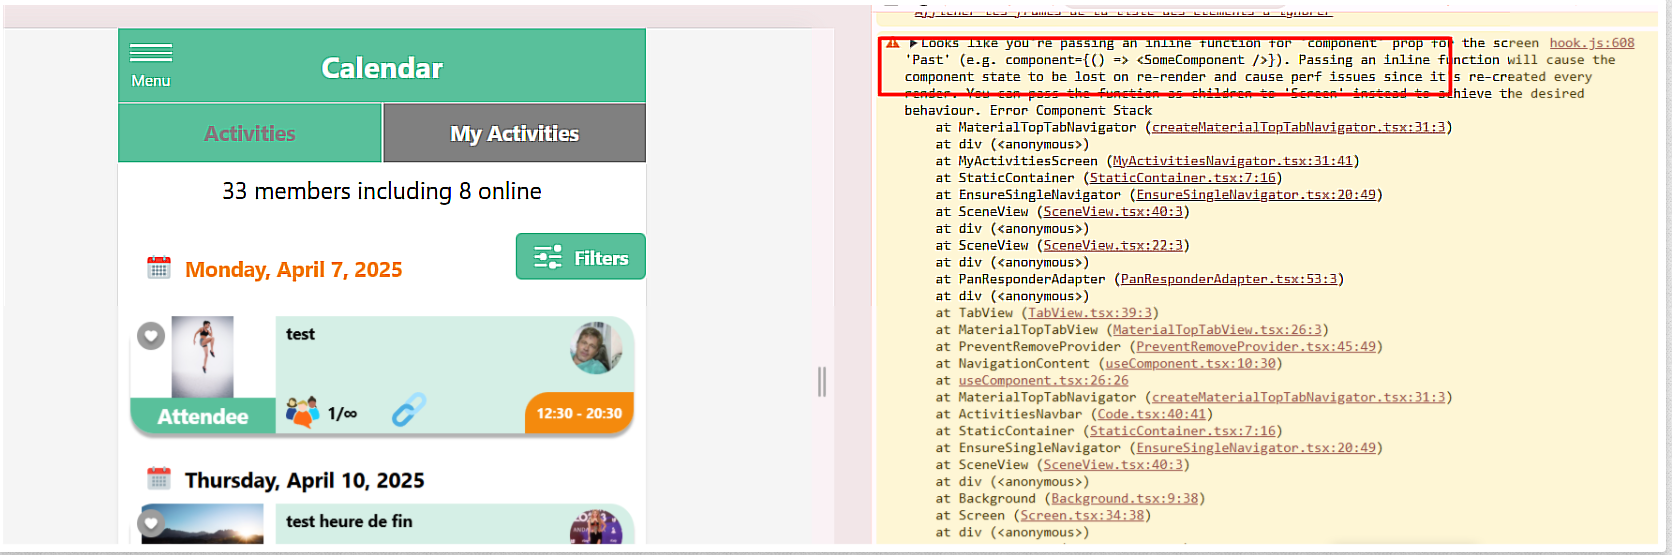 Menu
Calendar
Activities
My Activities
33 members including 8 online
Monday, April 7, 2025
Filters
test
Attendee
1/∞
12:30 - 20:30
Thursday, April 10, 2025
test heure de fin
Afficher les frames de la liste des éléments à ignorer
▶Looks like you're passing an inline function for 'component' prop for the screen hook.js:608
'Past' (e.g. component={() => <SomeComponent />}). Passing an inline function will cause the
component state to be lost on re-render and cause perf issues since it's re-created every
render. You can pass the function as children to 'Screen' instead to achieve the desired
behaviour. Error Component Stack
at MaterialTopTabNavigator (createMaterialTopTabNavigator.tsx:31:3)
at div (<anonymous>)
at MyActivitiesScreen (MyActivitiesNavigator.tsx:31:41)
at StaticContainer (StaticContainer.tsx:7:16)
at EnsureSingleNavigator (EnsureSingleNavigator.tsx:20:49)
at SceneView (SceneView.tsx:40:3)
at div (<anonymous>)
at SceneView (SceneView.tsx:22:3)
at div (<anonymous>)
at PanResponderAdapter (PanResponderAdapter.tsx:53:3)
at div (<anonymous>)
at TabView (TabView.tsx:39:3)
at MaterialTopTabView (MaterialTopTabView.tsx:26:3)
at PreventRemoveProvider (PreventRemoveProvider.tsx:45:49)
at NavigationContent (useComponent.tsx:10:30)
at useComponent.tsx:26:26
at MaterialTopTabNavigator (createMaterialTopTabNavigator.tsx:31:3)
at ActivitiesNavbar (Code.tsx:40:41)
at StaticContainer (StaticContainer.tsx:7:16)
at EnsureSingleNavigator (EnsureSingleNavigator.tsx:20:49)
at SceneView (SceneView.tsx:40:3)
at div (<anonymous>)
at Background (Background.tsx:9:38)
at Screen (Screen.tsx:34:38)
at div (<anonymous>)